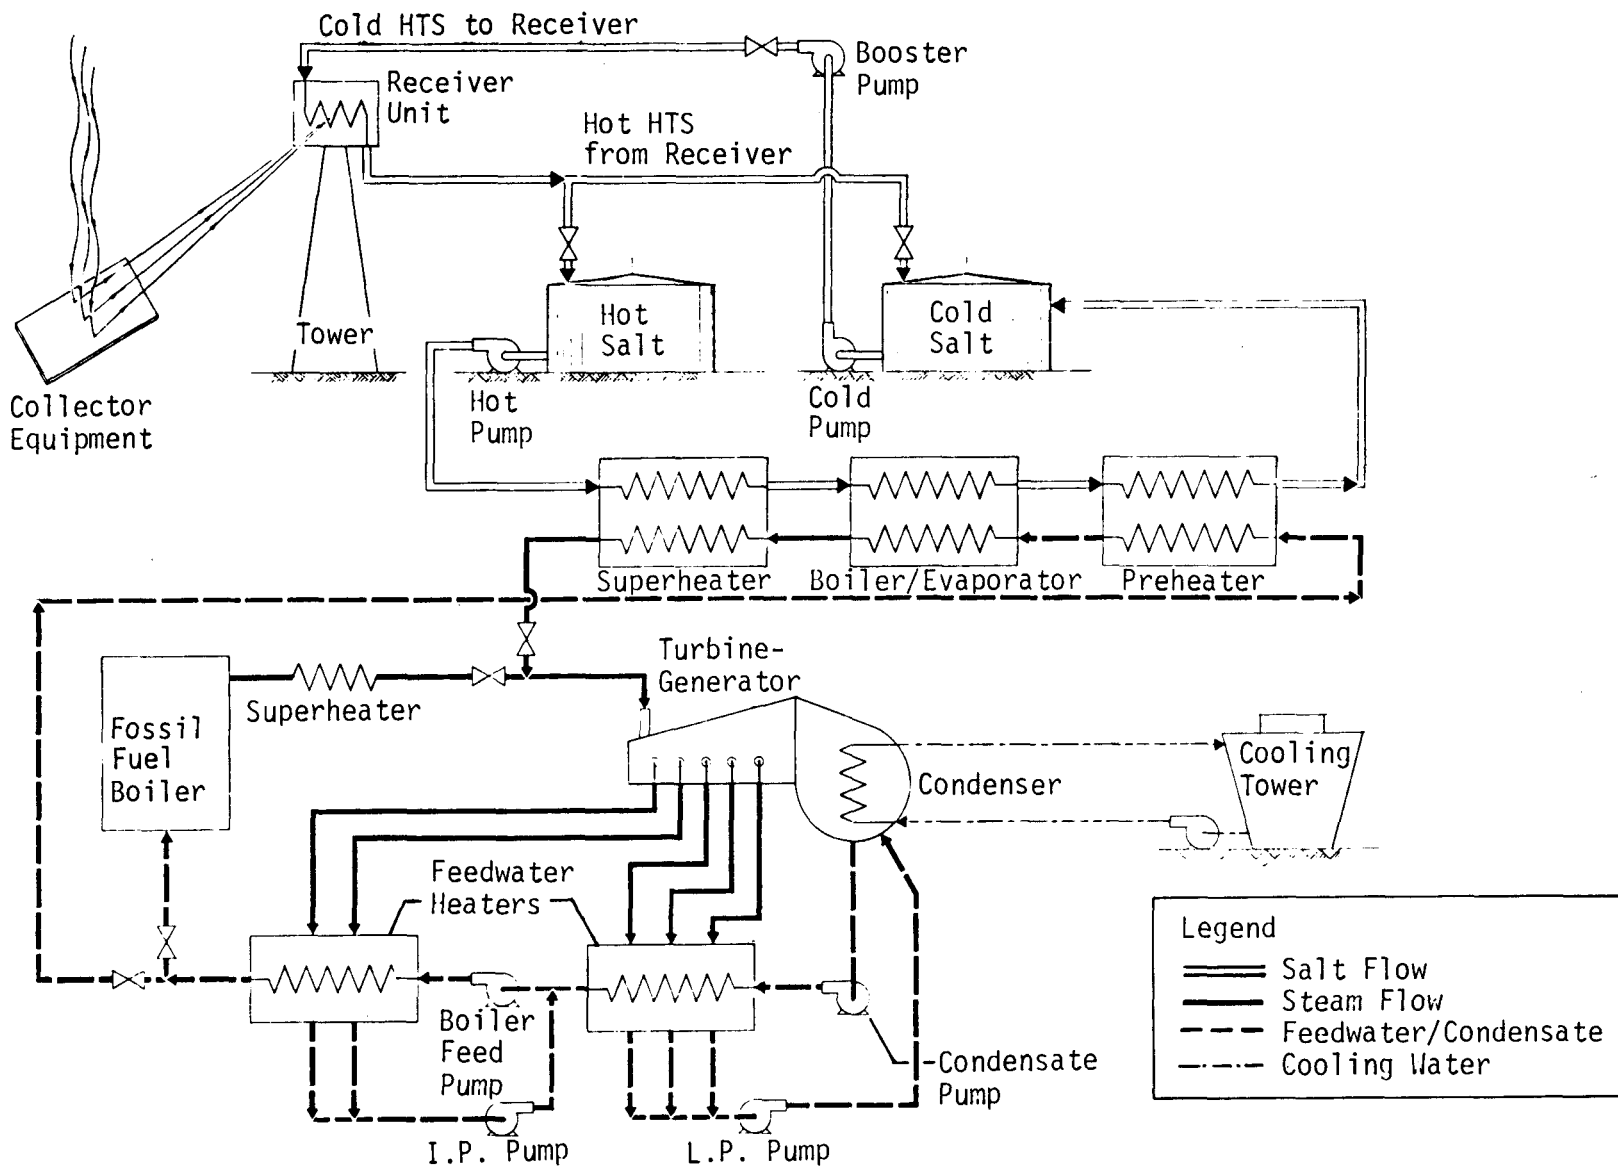 Cold HTS to Receiver
Booster
Pump
Receiver
Unit
Hot HTS
from Receiver
Hot
Salt
Cold
Salt
Tower
Collector
Equipment
Hot
Pump
Cold
Pump
Superheater
Boiler/Evaporator
Preheater
Turbine-
Generator
Superheater
Fossil
Fuel
Boiler
Condenser
Cooling
Tower
Feedwater
Heaters
Legend
Salt Flow
Steam Flow
Feedwater/Condensate
Cooling Water
Boiler
Feed
Pump
Condensate
Pump
I.P. Pump
L.P. Pump